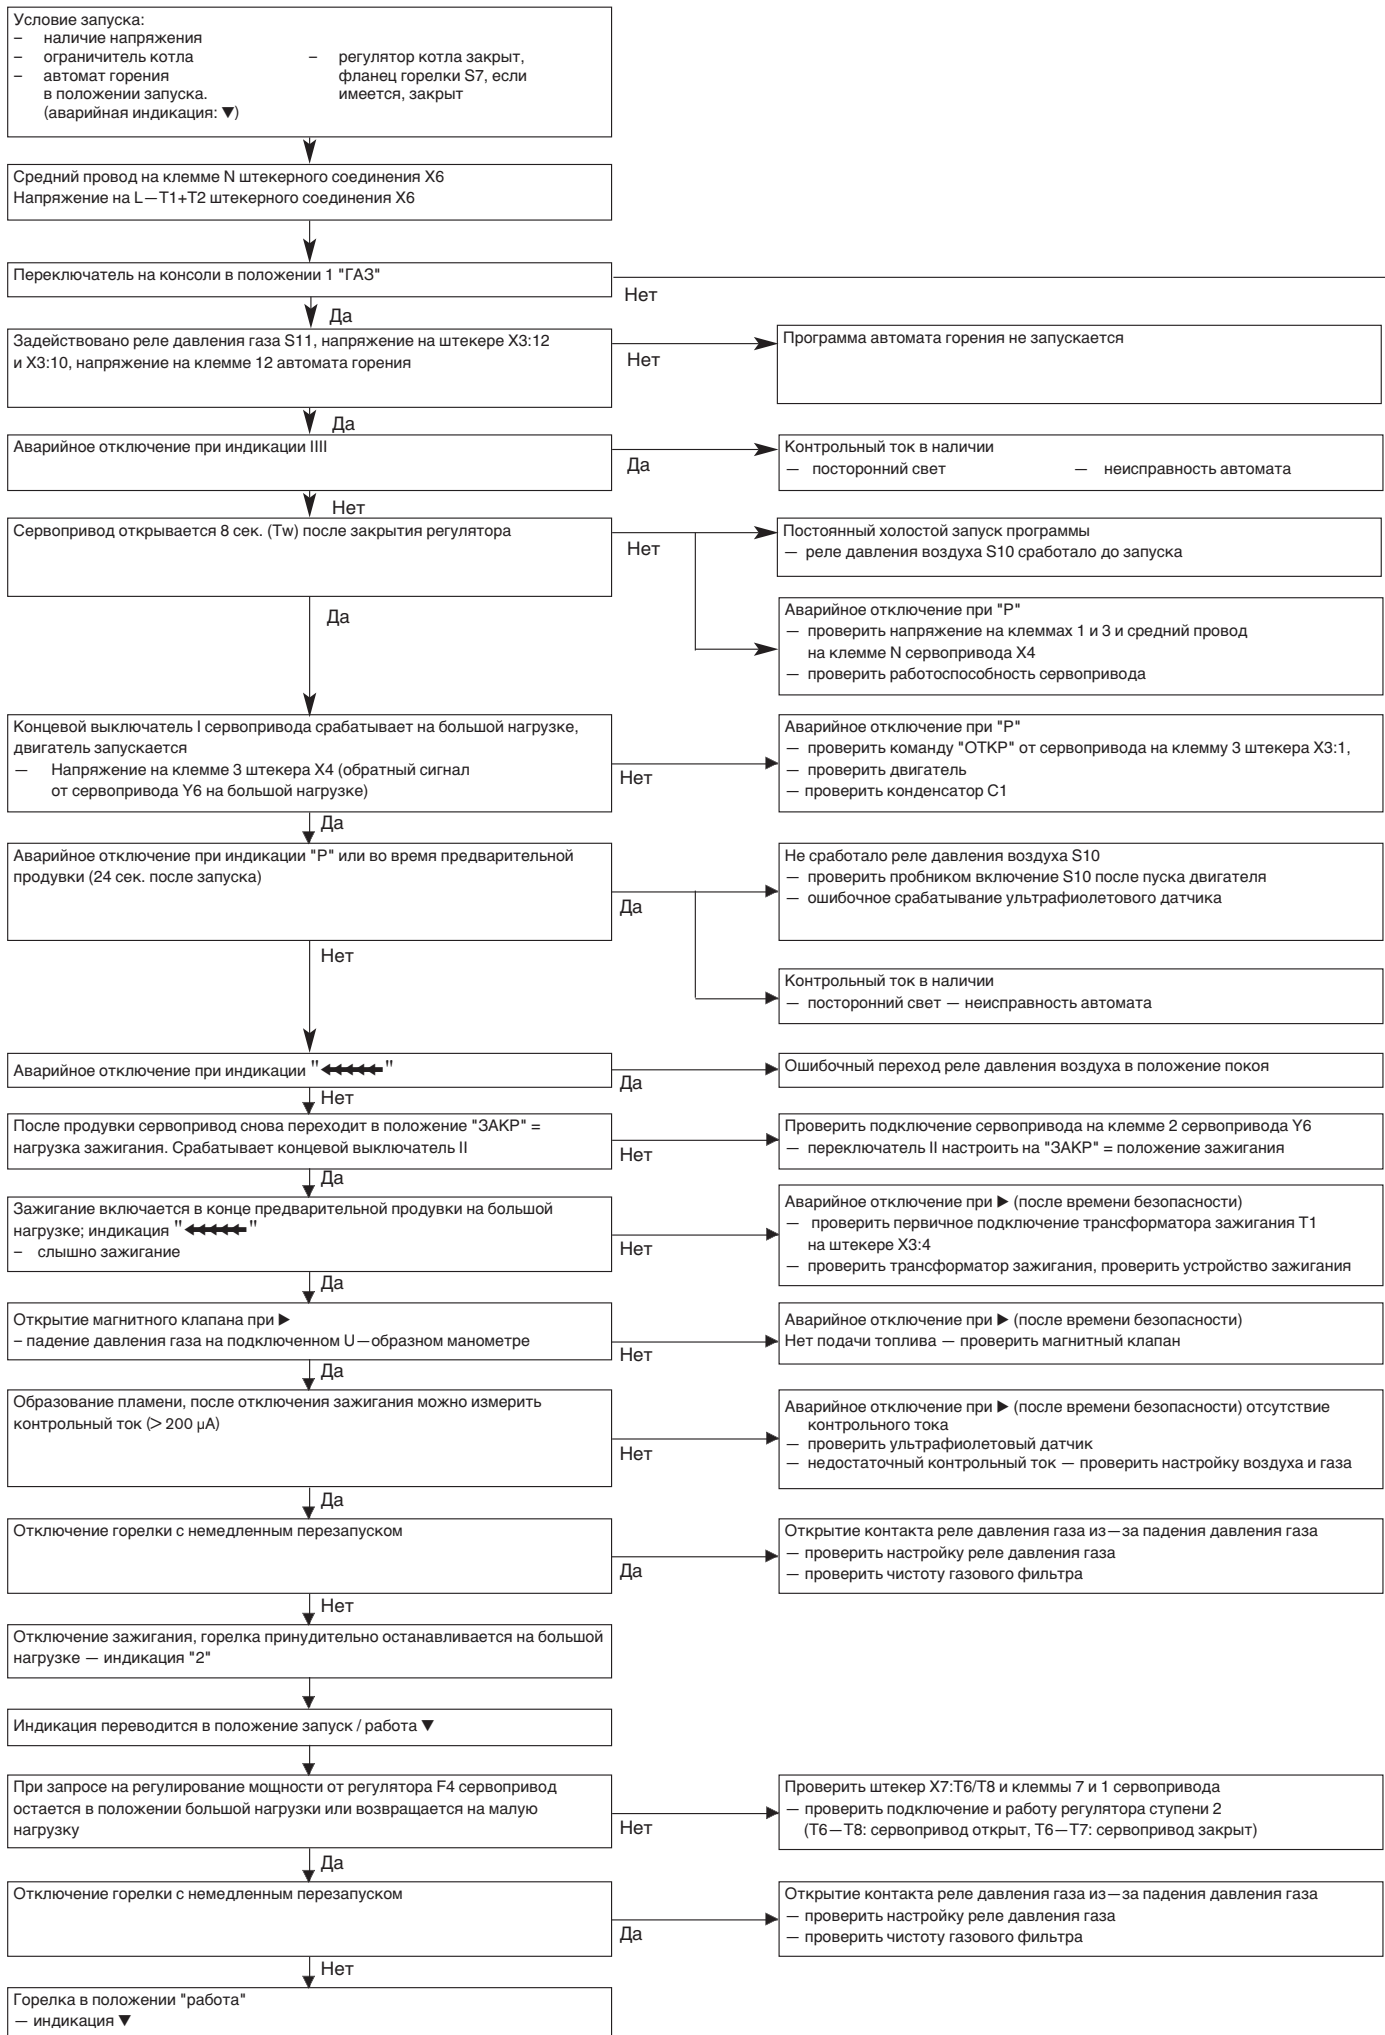 Условие запуска:
– наличие напряжения
– ограничитель котла – регулятор котла закрыт,
– автомат горения фланец горелки S7, если
в положении запуска. имеется, закрыт
(аварийная индикация: ▼)
Средний провод на клемме N штекерного соединения X6
Напряжение на L—T1+T2 штекерного соединения X6
Переключатель на консоли в положении 1 "ГАЗ"
Нет
Да
Задействовано реле давления газа S11, напряжение на штекере X3:12
и X3:10, напряжение на клемме 12 автомата горения
Нет
Программа автомата горения не запускается
Да
Аварийное отключение при индикации IIII
Да
Контрольный ток в наличии
— посторонний свет — неисправность автомата
Нет
Сервопривод открывается 8 сек. (Tw) после закрытия регулятора
Нет
Постоянный холостой запуск программы
— реле давления воздуха S10 сработало до запуска
Да
Аварийное отключение при "P"
— проверить напряжение на клеммах 1 и 3 и средний провод
на клемме N сервопривода X4
— проверить работоспособность сервопривода
Концевой выключатель I сервопривода срабатывает на большой нагрузке,
двигатель запускается
— Напряжение на клемме 3 штекера X4 (обратный сигнал
от сервопривода Y6 на большой нагрузке)
Нет
Аварийное отключение при "P"
— проверить команду "ОТКР" от сервопривода на клемму 3 штекера X3:1,
— проверить двигатель
— проверить конденсатор C1
Да
Аварийное отключение при индикации "P" или во время предварительной
продувки (24 сек. после запуска)
Да
Не сработало реле давления воздуха S10
— проверить пробником включение S10 после пуска двигателя
— ошибочное срабатывание ультрафиолетового датчика
Нет
Контрольный ток в наличии
— посторонний свет — неисправность автомата
Аварийное отключение при индикации "◄◄◄◄◄"
Да
Ошибочный переход реле давления воздуха в положение покоя
Нет
После продувки сервопривод снова переходит в положение "ЗАКР" =
нагрузка зажигания. Срабатывает концевой выключатель II
Нет
Проверить подключение сервопривода на клемме 2 сервопривода Y6
— переключатель II настроить на "ЗАКР" = положение зажигания
Да
Зажигание включается в конце предварительной продувки на большой
нагрузке; индикация "◄◄◄◄◄"
– слышно зажигание
Нет
Аварийное отключение при ► (после времени безопасности)
— проверить первичное подключение трансформатора зажигания T1
на штекере X3:4
— проверить трансформатор зажигания, проверить устройство зажигания
Да
Открытие магнитного клапана при ►
– падение давления газа на подключенном U—образном манометре
Нет
Аварийное отключение при ► (после времени безопасности)
Нет подачи топлива — проверить магнитный клапан
Да
Образование пламени, после отключения зажигания можно измерить
контрольный ток (> 200 µA)
Нет
Аварийное отключение при ► (после времени безопасности) отсутствие
контрольного тока
— проверить ультрафиолетовый датчик
— недостаточный контрольный ток — проверить настройку воздуха и газа
Да
Отключение горелки с немедленным перезапуском
Да
Открытие контакта реле давления газа из—за падения давления газа
— проверить настройку реле давления газа
— проверить чистоту газового фильтра
Нет
Отключение зажигания, горелка принудительно останавливается на большой
нагрузке — индикация "2"
Индикация переводится в положение запуск / работа ▼
При запросе на регулирование мощности от регулятора F4 сервопривод
остается в положении большой нагрузки или возвращается на малую
нагрузку
Нет
Проверить штекер X7:T6/T8 и клеммы 7 и 1 сервопривода
— проверить подключение и работу регулятора ступени 2
(T6—T8: сервопривод открыт, T6—T7: сервопривод закрыт)
Да
Отключение горелки с немедленным перезапуском
Да
Открытие контакта реле давления газа из—за падения давления газа
— проверить настройку реле давления газа
— проверить чистоту газового фильтра
Нет
Горелка в положении "работа"
— индикация ▼